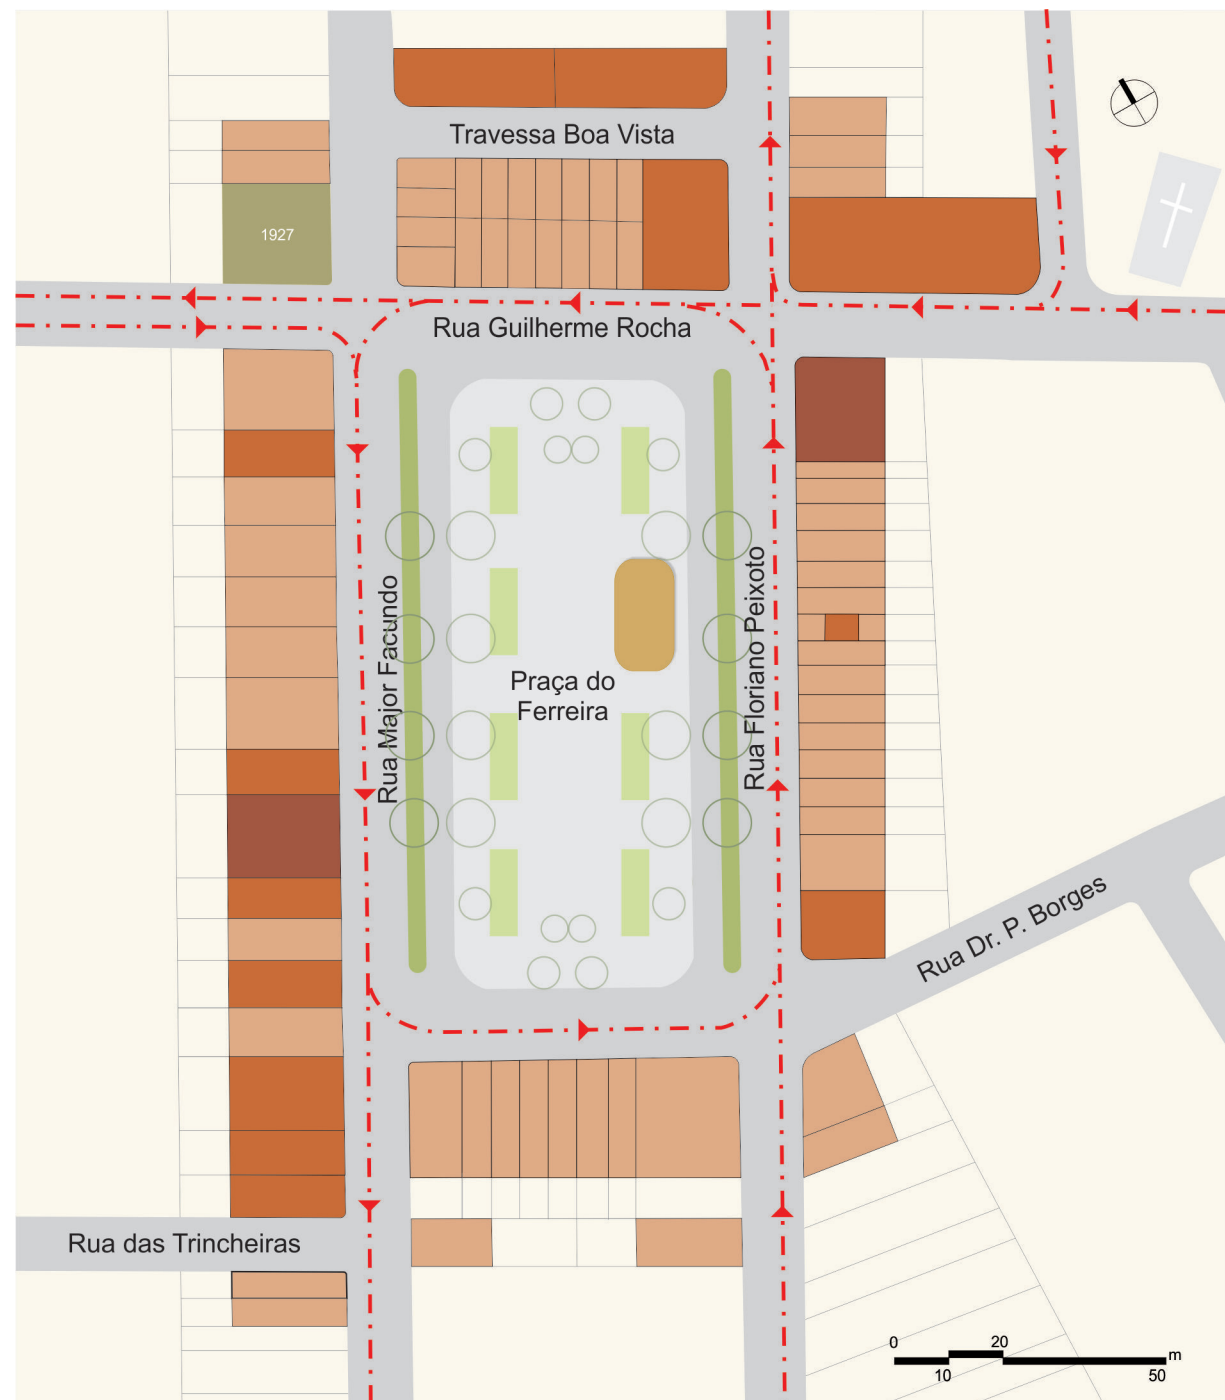 Travessa Boa Vista
1927
Rua Guilherme Rocha
Rua Major Facundo
Praça do
Ferreira
Rua Floriano Peixoto
Rua Dr. P. Borges
Rua das Trincheiras
0 20
m
10 50